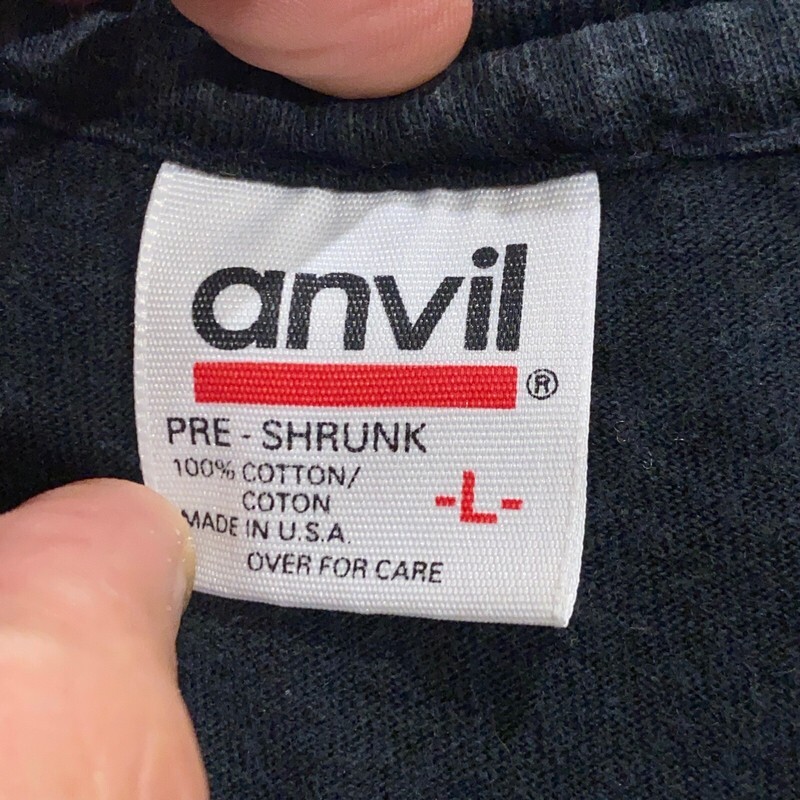 anvil
®
PRE - SHRUNK
100% COTTON/
COTON
-L-
MADE IN U.S.A.
OVER FOR CARE